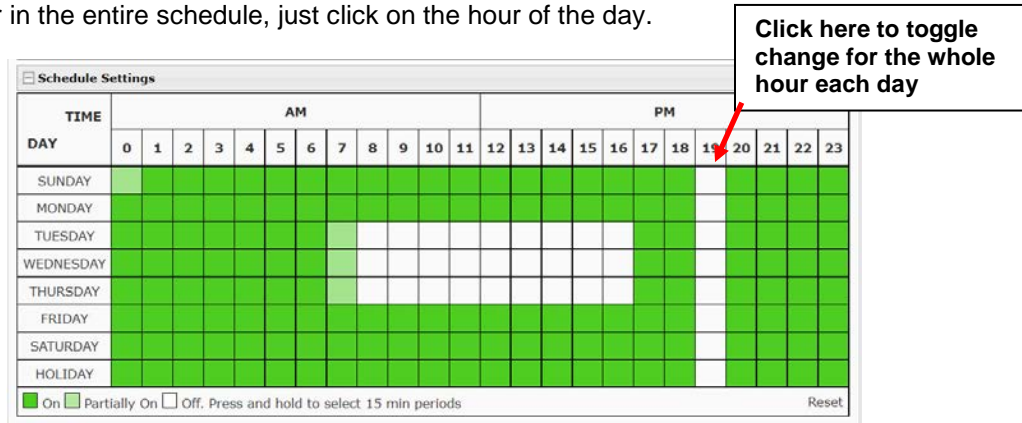 r in the entire schedule, just click on the hour of the day.
Click here to toggle
change for the whole
hour each day
Schedule Settings
TIME AM PM
DAY 0 1 2 3 4 5 6 7 8 9 10 11 12 13 14 15 16 17 18 19 20 21 22 23
SUNDAY
MONDAY
TUESDAY
WEDNESDAY
THURSDAY
FRIDAY
SATURDAY
HOLIDAY
On Partially On Off. Press and hold to select 15 min periods Reset